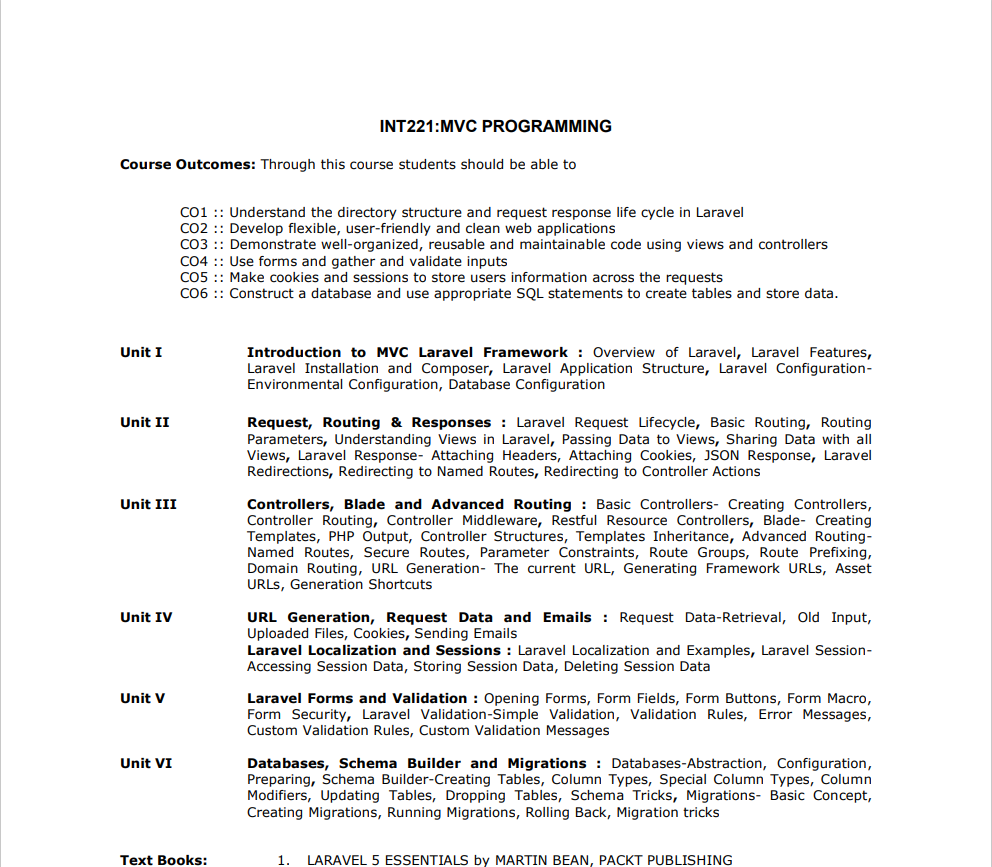 INT221:MVC PROGRAMMING
Course Outcomes: Through this course students should be able to
CO1 :: Understand the directory structure and request response life cycle in Laravel
CO2 :: Develop flexible, user-friendly and clean web applications
CO3 :: Demonstrate well-organized, reusable and maintainable code using views and controllers
CO4 :: Use forms and gather and validate inputs
CO5 :: Make cookies and sessions to store users information across the requests
CO6 :: Construct a database and use appropriate SQL statements to create tables and store data.
Unit I Introduction to MVC Laravel Framework : Overview of Laravel, Laravel Features,
Laravel Installation and Composer, Laravel Application Structure, Laravel Configuration-
Environmental Configuration, Database Configuration
Unit II Request, Routing & Responses : Laravel Request Lifecycle, Basic Routing, Routing
Parameters, Understanding Views in Laravel, Passing Data to Views, Sharing Data with all
Views, Laravel Response- Attaching Headers, Attaching Cookies, JSON Response, Laravel
Redirections, Redirecting to Named Routes, Redirecting to Controller Actions
Unit III Controllers, Blade and Advanced Routing : Basic Controllers- Creating Controllers,
Controller Routing, Controller Middleware, Restful Resource Controllers, Blade- Creating
Templates, PHP Output, Controller Structures, Templates Inheritance, Advanced Routing-
Named Routes, Secure Routes, Parameter Constraints, Route Groups, Route Prefixing,
Domain Routing, URL Generation- The current URL, Generating Framework URLs, Asset
URLs, Generation Shortcuts
Unit IV URL Generation, Request Data and Emails : Request Data-Retrieval, Old Input,
Uploaded Files, Cookies, Sending Emails
Laravel Localization and Sessions : Laravel Localization and Examples, Laravel Session-
Accessing Session Data, Storing Session Data, Deleting Session Data
Unit V Laravel Forms and Validation : Opening Forms, Form Fields, Form Buttons, Form Macro,
Form Security, Laravel Validation-Simple Validation, Validation Rules, Error Messages,
Custom Validation Rules, Custom Validation Messages
Unit VI Databases, Schema Builder and Migrations : Databases-Abstraction, Configuration,
Preparing, Schema Builder-Creating Tables, Column Types, Special Column Types, Column
Modifiers, Updating Tables, Dropping Tables, Schema Tricks, Migrations- Basic Concept,
Creating Migrations, Running Migrations, Rolling Back, Migration tricks
Text Books: 1. LARAVEL 5 ESSENTIALS by MARTIN BEAN, PACKT PUBLISHING